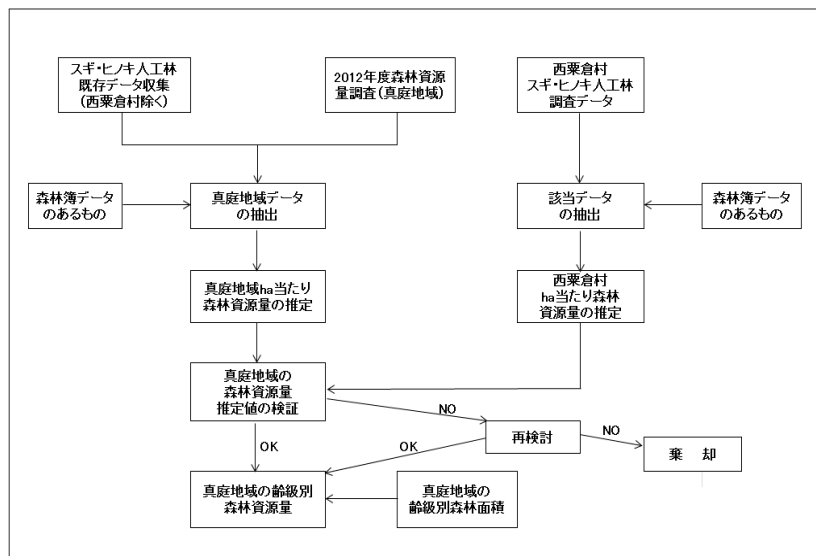 スギ・ヒノキ人工林
既存データ収集
(西粟倉村除く)
2012年度森林資源
量調査(真庭地域)
西粟倉村
スギ・ヒノキ人工林
調査データ
森林簿データ
のあるもの
真庭地域データ
の抽出
該当データ
の抽出
森林簿データ
のあるもの
真庭地域ha当たり
森林資源量の推定
西粟倉村
ha当たり森林
資源量の推定
真庭地域の
森林資源量
推定値の検証
NO
再検討
NO
棄 却
OK
OK
真庭地域の齢級別
森林資源量
真庭地域の
齢級別森林面積